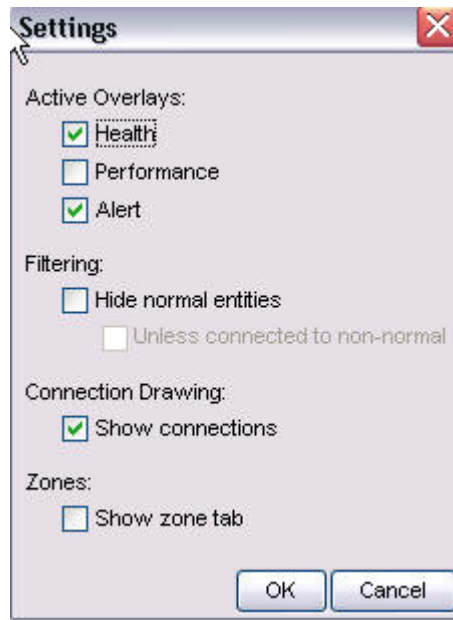 Settings
Active Overlays:
Health
Performance
Alert
Filtering:
Hide normal entities
Unless connected to non-normal
Connection Drawing:
Show connections
Zones:
Show zone tab
OK Cancel